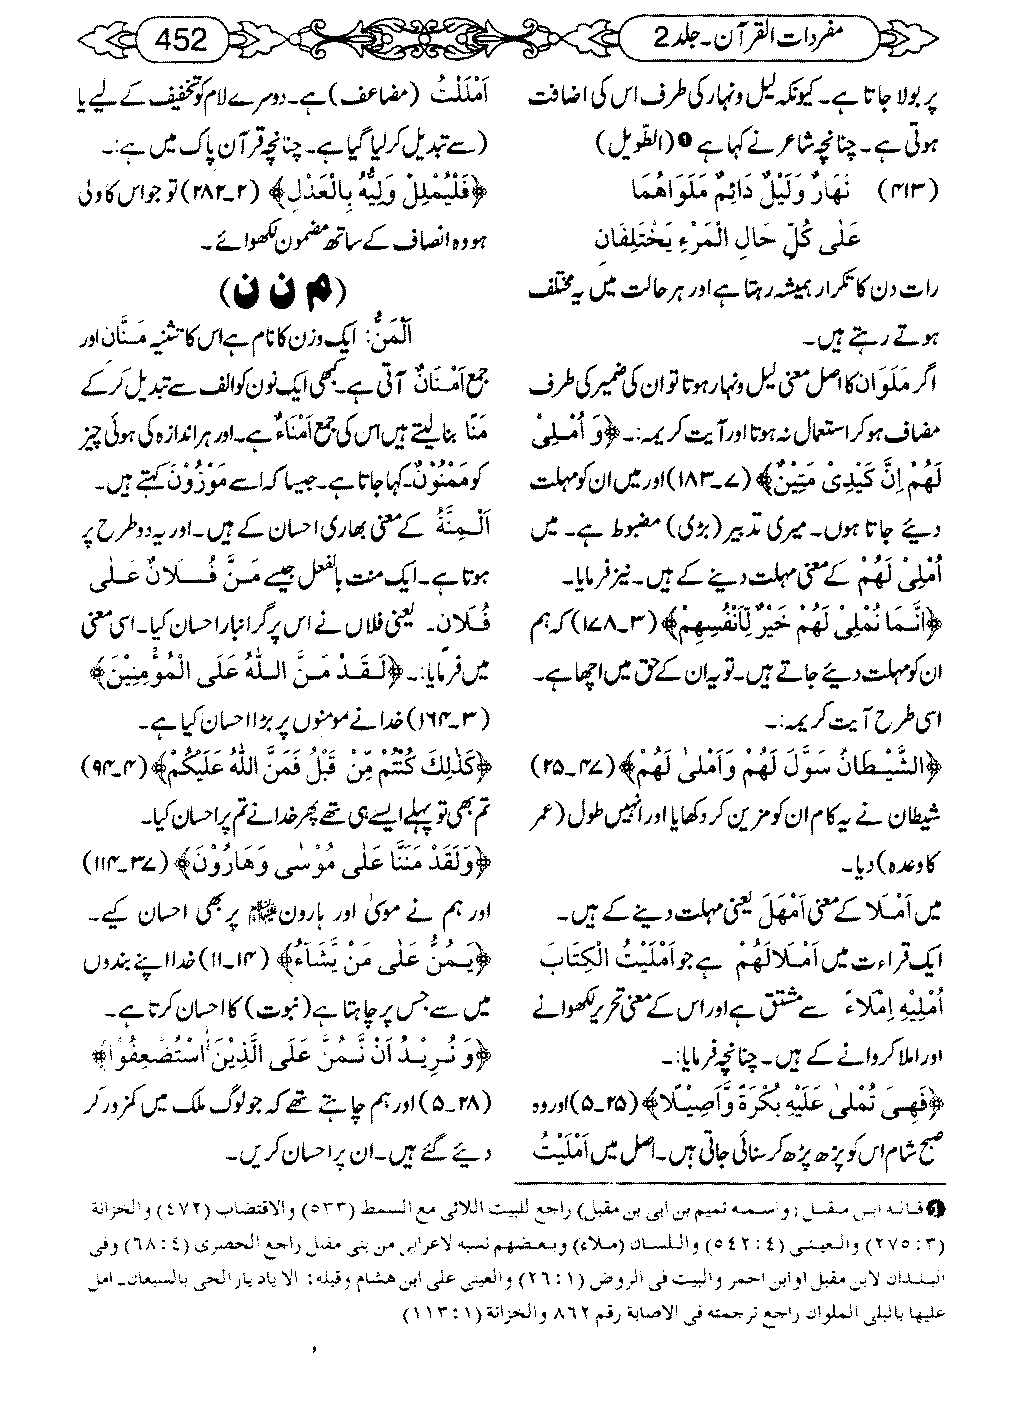 مفردات القرآن۔جلد 2
452
پر بولا جاتا ہے۔ کیونکہ لیل ونہار کی طرف اس کی اضافت
ہوتی ہے۔ چنانچہ شاعر نے کہا ہے ❶ (الطّویل)
(۴۱۳) نَهَارٌ وَلَيْلٌ دَائِمٌ مَلَوَاهُمَا
عَلٰی كُلِّ حَالِ الْمَرْءِ يَخْتَلِفَانِ
رات دن کا تکرار ہمیشہ رہتا ہے اور ہر حالت میں یہ مختلف
ہوتے رہتے ہیں۔
اگر مَلَوَان کا اصل معنی لیل ونہار ہوتا تو ان کی ضمیر کی طرف
مضاف ہو کر استعمال نہ ہوتا اور آیت کریمہ:۔ ﴿وَ اُمْلِیْ
لَهُمْ اِنَّ كَیْدِیْ مَتِیْنٌ﴾ (۷۔۱۸۳) اور میں ان کو مہلت
دیے جاتا ہوں۔ میری تدبیر (بڑی) مضبوط ہے۔ میں
اُمْلِیْ لَهُمْ کے معنی مہلت دینے کے ہیں۔ نیز فرمایا۔
﴿اَنَّمَا نُمْلِیْ لَهُمْ خَیْرٌ لِّاَنْفُسِهِمْ﴾ (۳۔۱۷۸) کہ ہم
ان کو مہلت دیے جاتے ہیں۔ تو یہ ان کے حق میں اچھا ہے۔
اسی طرح آیت کریمہ:۔
﴿الشَّیْطَانُ سَوَّلَ لَهُمْ وَاَمْلٰی لَهُمْ﴾ (۴۷۔۲۵)
شیطان نے یہ کام ان کو مزین کر دکھایا اور انہیں طول (عمر
کا وعدہ) دیا۔
میں اَمْلَا کے معنی اَمْهَلَ یعنی مہلت دینے کے ہیں۔
ایک قراءت میں اَمْلَالَهُمْ ہے جو اَمْلَیْتُ الْكِتَابَ
اُمْلِیْهِ اِمْلَاءً سے مشتق ہے اور اس کے معنی تحریر لکھوانے
اور املا کروانے کے ہیں۔ چنانچہ فرمایا:۔
﴿فَهِیَ تُمْلٰی عَلَیْهِ بُكْرَةً وَّاَصِیْلًا﴾ (۲۵۔۵) اور وہ
صبح شام اس کو پڑھ پڑھ کر سنائی جاتی ہیں۔ اصل میں اَمْلَیْتُ
اَمْلَلْتُ (مضاعف) ہے۔ دوسرے لام کو تخفیف کے لیے یا
(سے تبدیل کر لیا گیا ہے۔ چنانچہ قرآن پاک میں ہے:۔
﴿فَلْیُمْلِلْ وَلِیُّهٗ بِالْعَدْلِ﴾ (۲۔۲۸۲) تو جو اس کا ولی
ہو وہ انصاف کے ساتھ مضمون لکھوائے۔
(م ن ن)
اَلْمَنُّ: ایک وزن کا نام ہے اس کا تثنیہ مَنَّان اور
جمع اَمْنَانٌ آتی ہے۔ کبھی ایک نون کو الف سے تبدیل کر کے
مَنًا بنا لیتے ہیں اس کی جمع اَمْنَاءٌ ہے۔ اور ہر اندازہ کی ہوئی چیز
کو مَمْنُوْنٌ۔ کہا جاتا ہے۔ جیسا کہ اسے مَوْزُوْنٌ کہتے ہیں۔
اَلْمِنَّةُ کے معنی بھاری احسان کے ہیں۔ اور یہ دو طرح پر
ہوتا ہے۔ ایک منت بالفعل جیسے مَنَّ فُلَانٌ عَلٰی
فُلَان۔ یعنی فلاں نے اس پر گرانبار احسان کیا۔ اسی معنی
میں فرمایا:۔ ﴿لَقَدْ مَنَّ اللّٰهُ عَلَی الْمُؤْمِنِیْنَ﴾
(۳۔۱۶۴) خدا نے مومنوں پر بڑا احسان کیا ہے۔
﴿كَذٰلِكَ كُنْتُمْ مِّنْ قَبْلُ فَمَنَّ اللّٰهُ عَلَیْكُمْ﴾ (۴۔۹۴)
تم بھی تو پہلے ایسے ہی تھے پھر خدا نے تم پر احسان کیا۔
﴿وَلَقَدْ مَنَنَّا عَلٰی مُوْسٰی وَهَارُوْنَ﴾ (۳۷۔۱۱۴)
اور ہم نے موسیٰ اور ہارون پر بھی احسان کیے۔
﴿یَمُنُّ عَلٰی مَنْ یَّشَآءُ﴾ (۱۴۔۱۱) خدا اپنے بندوں
میں سے جس پر چاہتا ہے (نبوت) کا احسان کرتا ہے۔
﴿وَ نُرِیْدُ اَنْ نَّمُنَّ عَلَی الَّذِیْنَ اسْتُضْعِفُوْا﴾
(۲۸۔۵) اور ہم چاہتے تھے کہ جو لوگ ملک میں کمزور کر
دیے گئے ہیں۔ ان پر احسان کریں۔
❶ قاله ابن مقبل (واسمه تميم بن ابی بن مقبل) راجع للبيت اللائی مع السمط (۵۳۳) والاقتضاب (۴۷۲) والخزانة
(۳: ۲۷۵) والعينی (۴: ۵۴۲) واللسان (ملاء) وبعضهم نسبه لاعرابی من بنی مقبل راجع الحصری (۴: ۶۸) وفی
البلدان لابن مقبل او ابن احمر والبيت فی الروض (۱: ۲۶) والعينی علی ابن هشام وقبله: الا ياديار الحی بالسبعان۔ امل
عليها بالبلی الملوان راجع ترجمته فی الاصابة رقم ۸۶۲ والخزانة (۱: ۱۱۳)